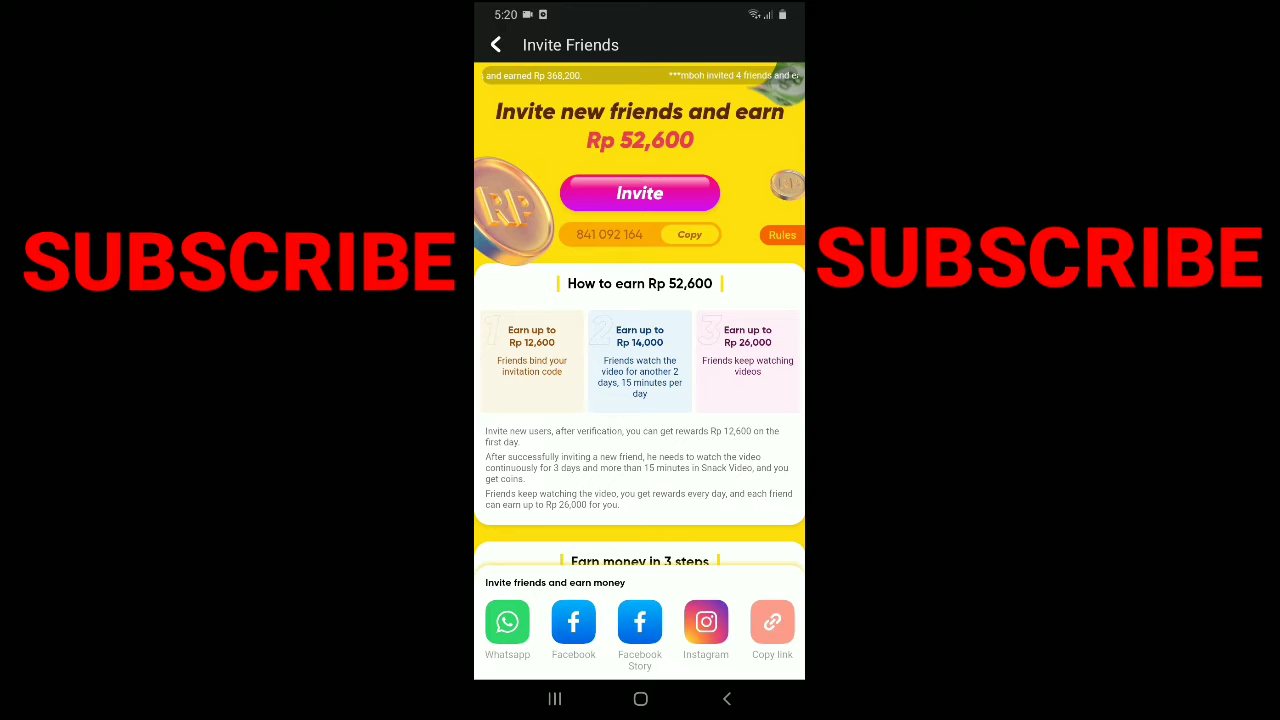 5:20
Invite Friends
and earned Rp 368,200.
***mboh invited 4 friends and
Invite new friends and earn
Rp 52,600
Invite
841 092 164
Copy
Rules
RP
SUBSCRIBE
SUBSCRIBE
How to earn Rp 52,600
1
Earn up to
Rp 12,600
Friends bind your
invitation code
2
Earn up to
Rp 14,000
Friends watch the
video for another 2
days, 15 minutes per
day
3
Earn up to
Rp 26,000
Friends keep watching
videos
Invite new users, after verification, you can get rewards Rp 12,600 on the
first day.
After successfully inviting a new friend, he needs to watch the video
continuously for 3 days and more than 15 minutes in Snack Video, and you
get coins.
Friends keep watching the video, you get rewards every day, and each friend
can earn up to Rp 26,000 for you.
Earn money in 3 steps
Invite friends and earn money
Whatsapp
Facebook
Facebook
Story
Instagram
Copy link